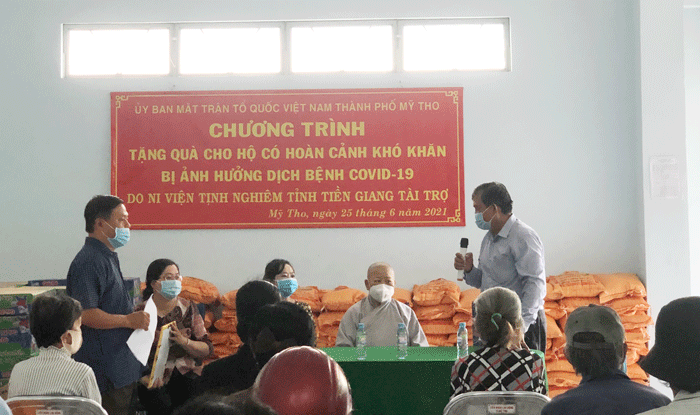 ỦY BAN MẶT TRẬN TỔ QUỐC VIỆT NAM THÀNH PHỐ MỸ THO
CHƯƠNG TRÌNH
TẶNG QUÀ CHO HỘ CÓ HOÀN CẢNH KHÓ KHĂN
BỊ ẢNH HƯỞNG DỊCH BỆNH COVID-19
DO NI VIỆN TỊNH NGHIÊM TỈNH TIỀN GIANG TÀI TRỢ
Mỹ Tho, ngày 25 tháng 6 năm 2021